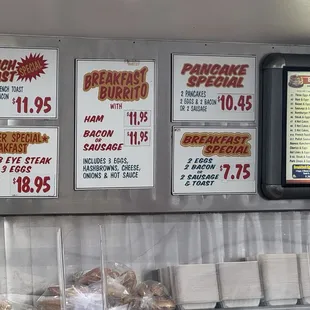 SPECIAL
FRENCH TOAST
BACON
$11.95
SPECIAL
BREAKFAST
EYE STEAK
3 EGGS
$18.95
BREAKFAST
BURRITO
WITH
HAM $11.95
BACON
OR $11.95
SAUSAGE
INCLUDES 3 EGGS,
HASHBROWNS, CHEESE,
ONIONS & HOT SAUCE
PANCAKE
SPECIAL
2 PANCAKES
2 EGGS & 2 BACON
OR 2 SAUSAGE
$10.45
BREAKFAST SPECIAL
2 EGGS
2 BACON OR
2 SAUSAGE
& TOAST
$7.75